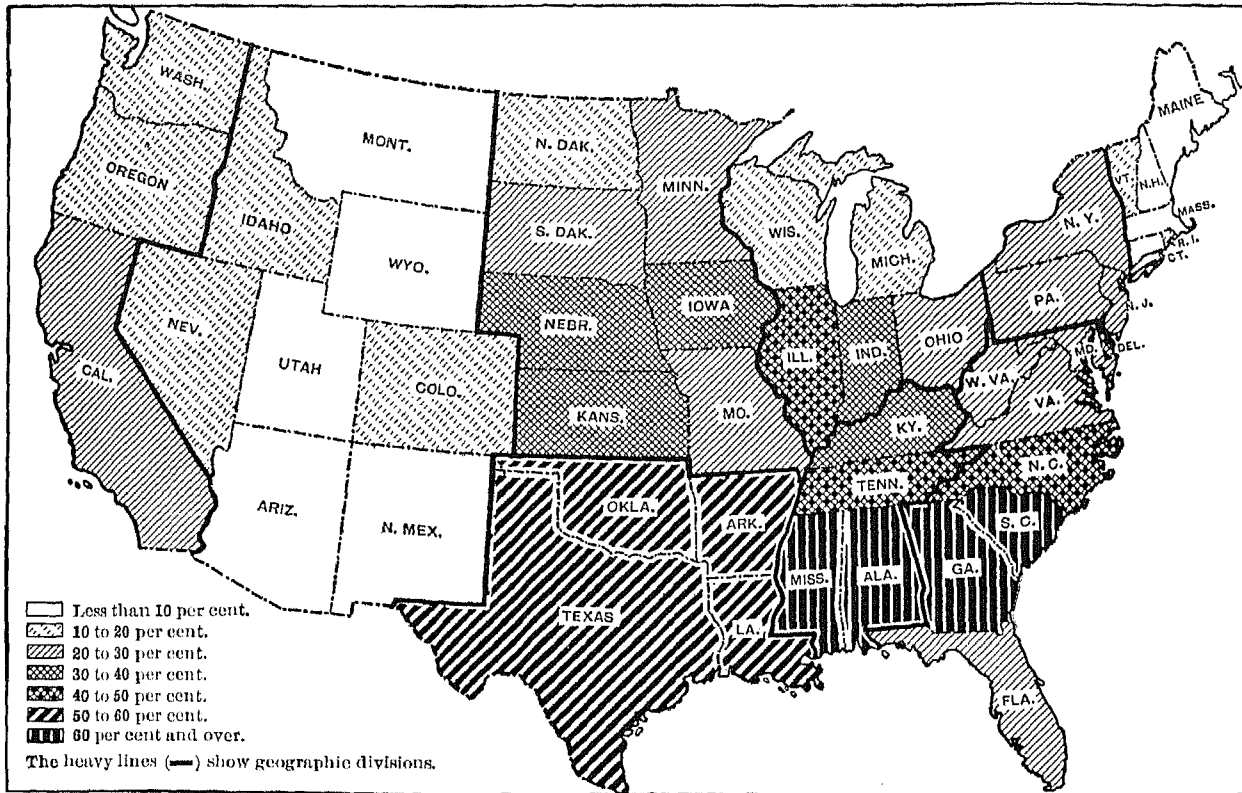 WASH.
MONT.
N. DAK.
MINN.
MAINE
OREGON
IDAHO
S. DAK.
WIS.
MICH.
VT.
N.H.
N. Y.
MASS.
R. I.
CT.
WYO.
NEBR.
IOWA
PA.
N. J.
NEV.
UTAH
COLO.
ILL.
IND.
OHIO
MD.
DEL.
CAL.
KANS.
MO.
KY.
W. VA.
VA.
ARIZ.
N. MEX.
OKLA.
ARK.
TENN.
N. C.
S. C.
TEXAS
LA.
MISS.
ALA.
GA.
FLA.
Less than 10 per cent.
10 to 20 per cent.
20 to 30 per cent.
30 to 40 per cent.
40 to 50 per cent.
50 to 60 per cent.
60 per cent and over.
The heavy lines (━) show geographic divisions.